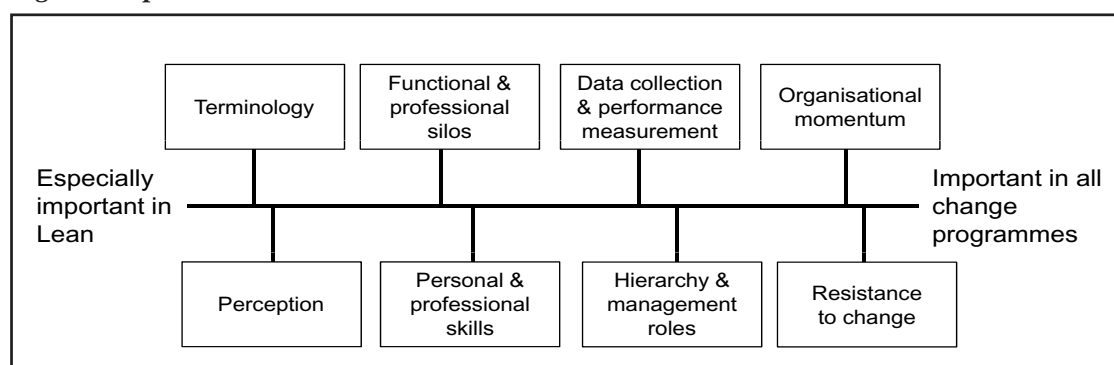 Terminology
Functional &
professional
silos
Data collection
& performance
measurement
Organisational
momentum
Especially
important in
Lean
Important in all
change
programmes
Perception
Personal &
professional
skills
Hierarchy &
management
roles
Resistance
to change